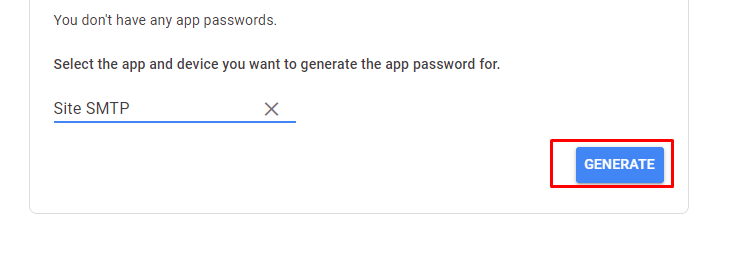 You don't have any app passwords.
Select the app and device you want to generate the app password for.
Site SMTP
GENERATE